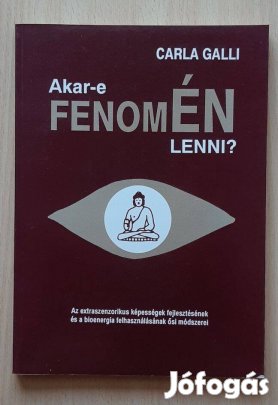 CARLA GALLI
Akar-e
FENOMÉN
LENNI?
Az extraszenzorikus képességek fejlesztésének
és a bioenergia felhasználásának ősi módszerei
Jófogás